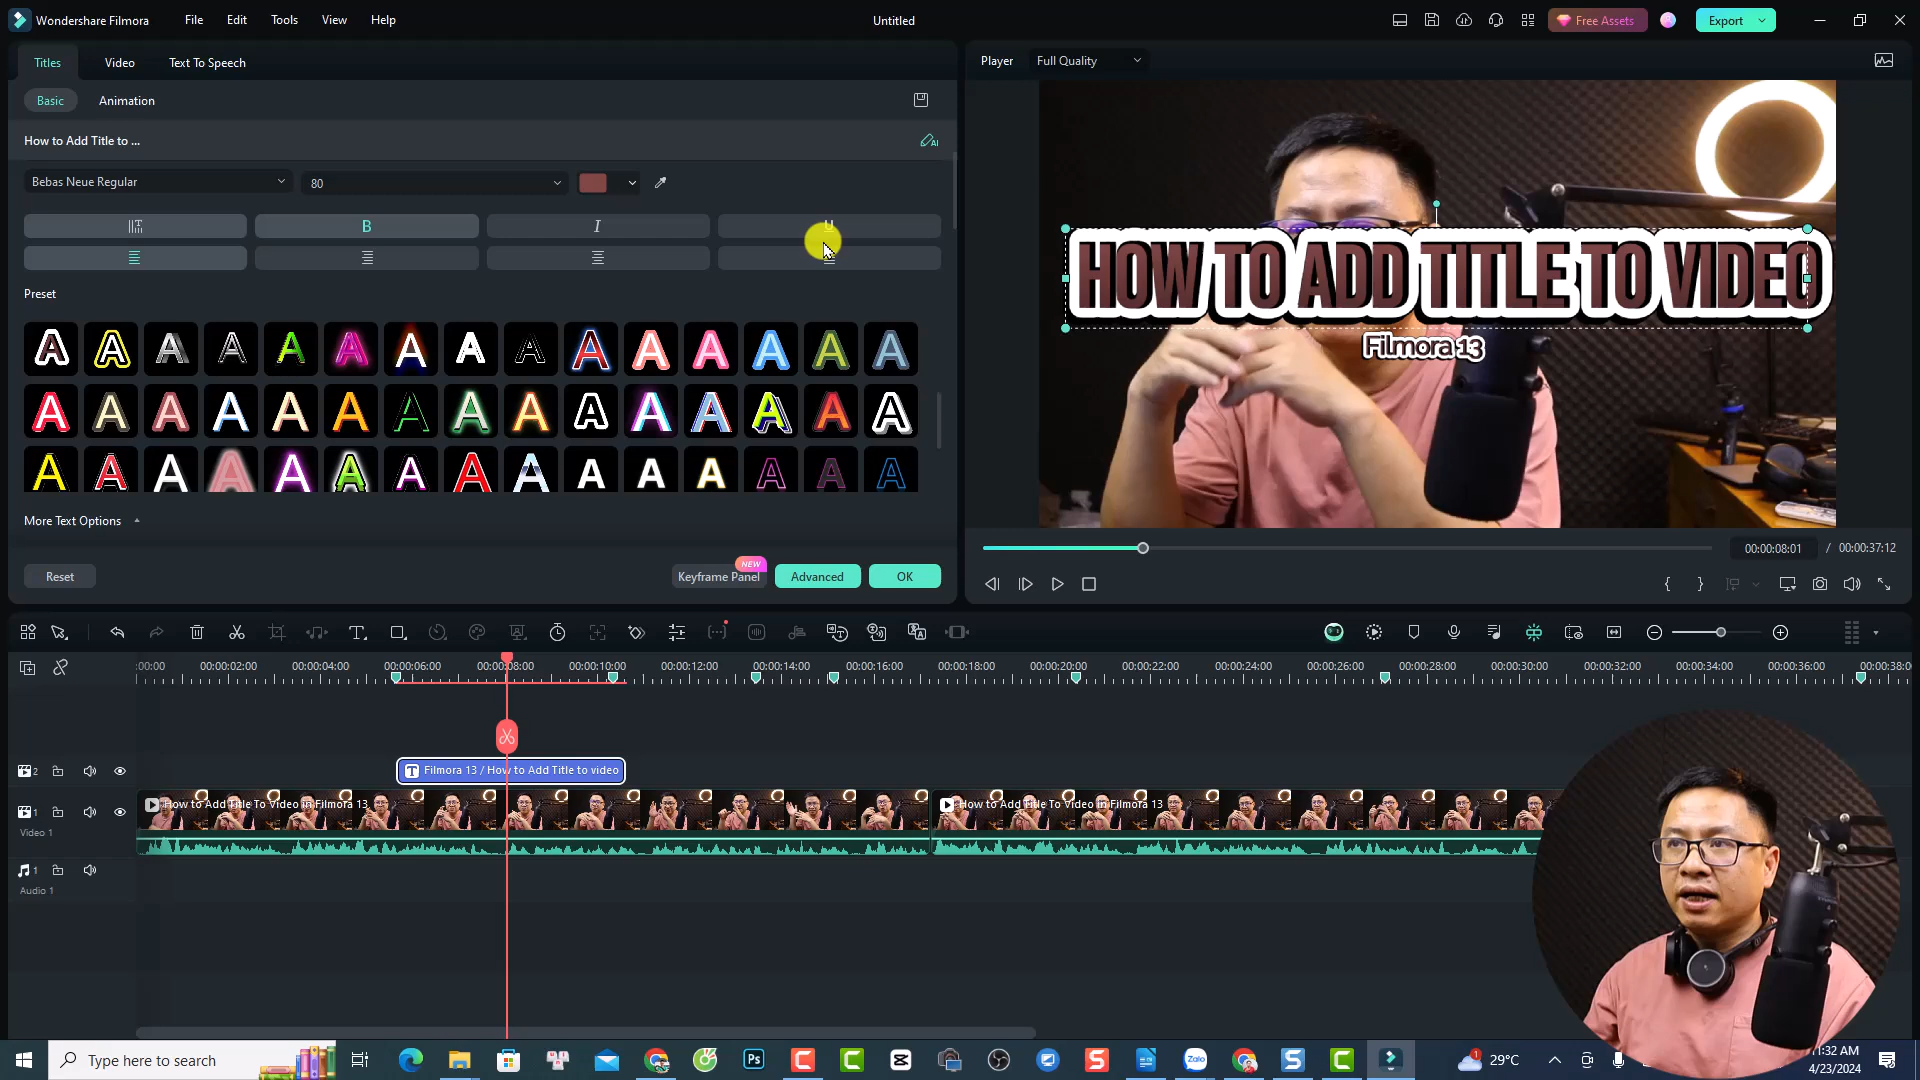 Wondershare Filmora File Edit Tools View Help Untitled Free Assets Export
Titles Video Text To Speech
Player Full Quality
Basic Animation
How to Add Title to ...
AI
Bebas Neue Regular 80
B I U
HOW TO ADD TITLE TO VIDEO
Filmora 13
Preset
More Text Options
Reset NEW Keyframe Panel Advanced OK
00:00:08:01 / 00:00:37:12
:00:00 00:00:02:00 00:00:04:00 00:00:06:00 00:00:08:00 00:00:10:00 00:00:12:00 00:00:14:00 00:00:16:00 00:00:18:00 00:00:20:00 00:00:22:00 00:00:24:00 00:00:26:00 00:00:28:00 00:00:30:00 00:00:32:00 00:00:34:00 00:00:36:00 00:00:38:0
2 Filmora 13 / How to Add Title to video
1 How to Add Title To Video in Filmora 13 How to Add Title To Video in Filmora 13
Video 1
1
Audio 1
Type here to search Ps Zalo 29°C
11:32 AM
4/23/2024